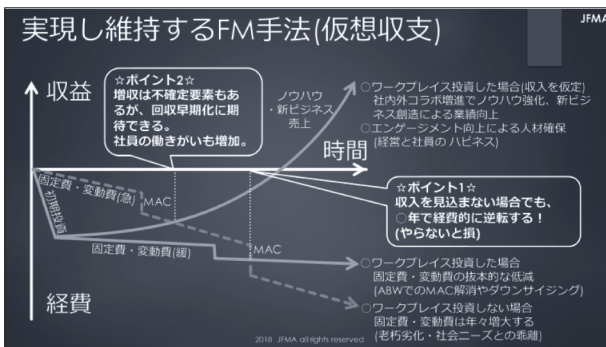 JFMA
実現し維持するFM手法(仮想収支)
収益
☆ポイント2☆
増収は不確定要素もあ
るが、回収早期化に期
待できる。
社員の働きがいも増加。
ノウハウ
・新ビジネス
売上
○ワークプレイス投資した場合(収入を仮定)
社内外コラボ増進でノウハウ強化、新ビジ
ネス創造による業績向上
○エンゲージメント向上による人材確保
(経営と社員のハピネス)
時間
固定費・変動費(急)
MAC
初期投資
☆ポイント1☆
収入を見込まない場合でも、
○年で経費的に逆転する！
(やらないと損)
固定費・変動費(緩)
MAC
○ワークプレイス投資した場合
固定費・変動費の抜本的な低減
(ABWでのMAC解消やダウンサイジング)
経費
○ワークプレイス投資しない場合
固定費・変動費は年々増大する
(老朽劣化・社会ニーズとの乖離)
2018 JFMA all rights reserved